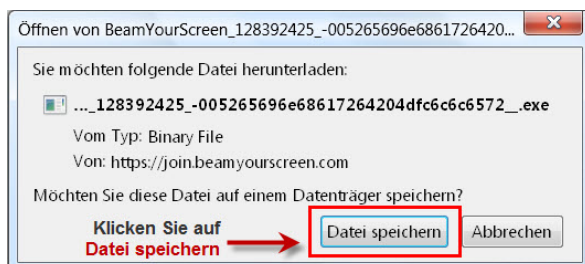 Öffnen von BeamYourScreen_128392425_-005265696e6861726420...
Sie möchten folgende Datei herunterladen:
..._128392425_-005265696e68617264204dfc6c6c6572__.exe
Vom Typ: Binary File
Von: https://join.beamyourscreen.com
Möchten Sie diese Datei auf einem Datenträger speichern?
Klicken Sie auf
Datei speichern
Datei speichern
Abbrechen